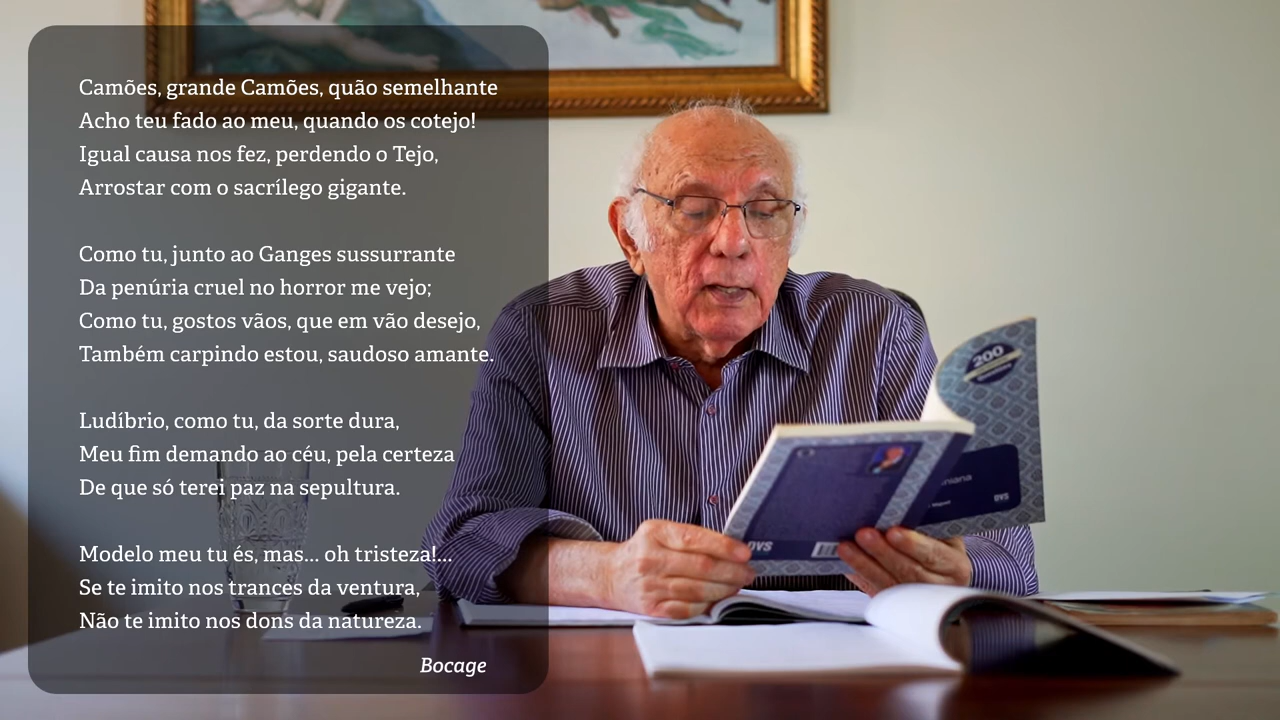 Camões, grande Camões, quão semelhante
Acho teu fado ao meu, quando os cotejo!
Igual causa nos fez, perdendo o Tejo,
Arrostar com o sacrílego gigante.
Como tu, junto ao Ganges sussurrante
Da penúria cruel no horror me vejo;
Como tu, gostos vãos, que em vão desejo,
Também carpindo estou, saudoso amante.
Ludíbrio, como tu, da sorte dura,
Meu fim demando ao céu, pela certeza
De que só terei paz na sepultura.
Modelo meu tu és, mas... oh tristeza!...
Se te imito nos trances da ventura,
Não te imito nos dons da natureza.
Bocage
200
DVS
DVS